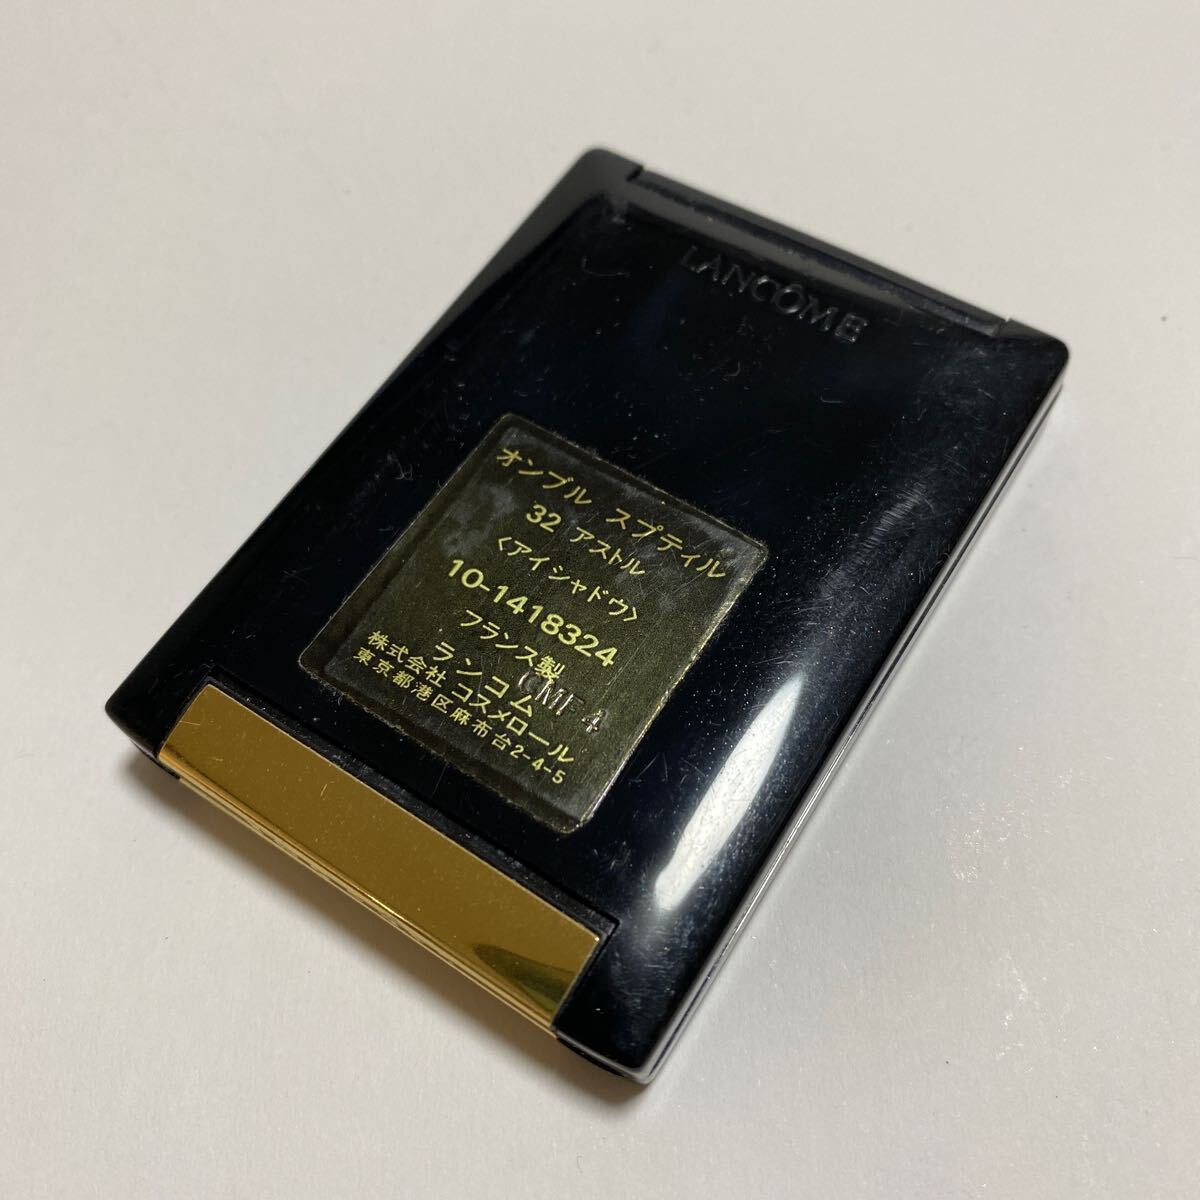 LANCÔME
オンブル スプティル
32 アストル
〈アイシャドウ〉
10-1418324
フランス製
CMF4
ランコム
株式会社 コスメロール
東京都港区麻布台2-4-5